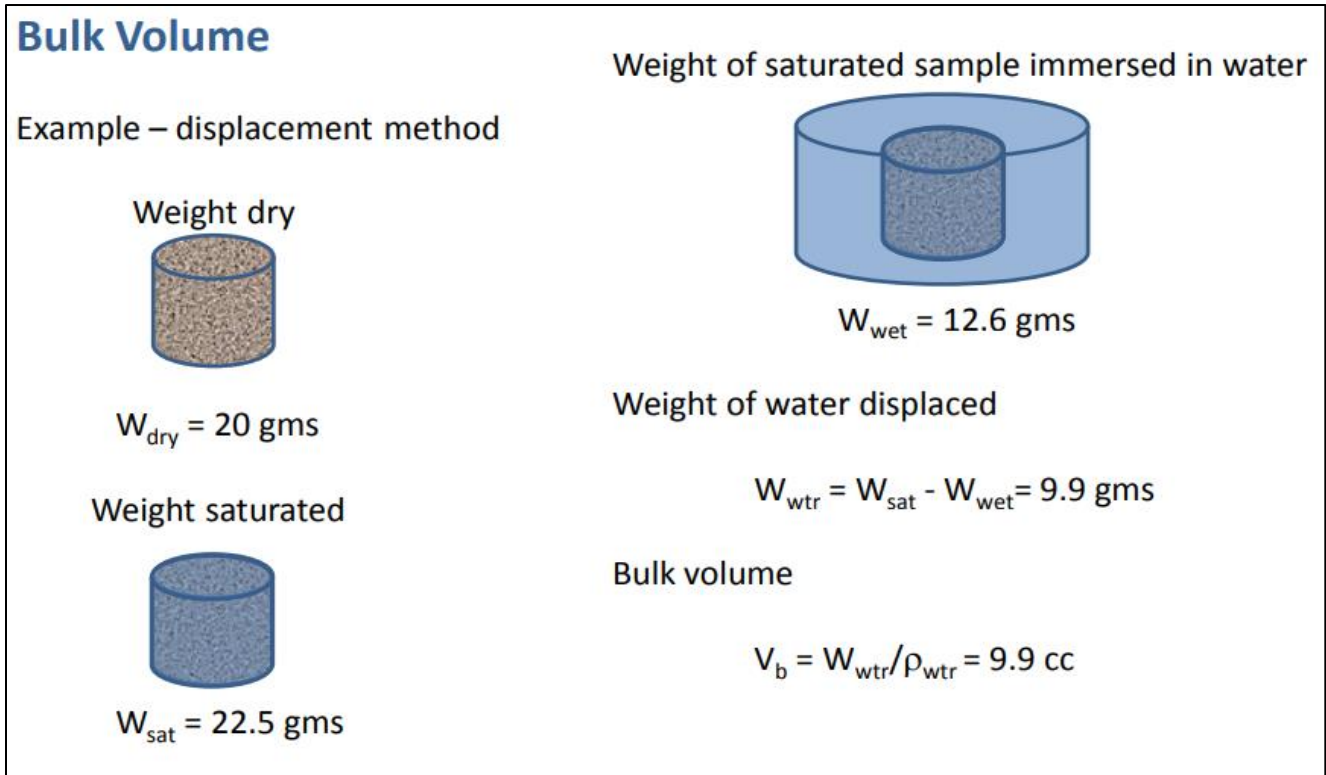 Bulk Volume
Example – displacement method
Weight dry
W_dry = 20 gms
Weight saturated
W_sat = 22.5 gms
Weight of saturated sample immersed in water
W_wet = 12.6 gms
Weight of water displaced
W_wtr = W_sat - W_wet= 9.9 gms
Bulk volume
V_b = W_wtr/ρ_wtr = 9.9 cc